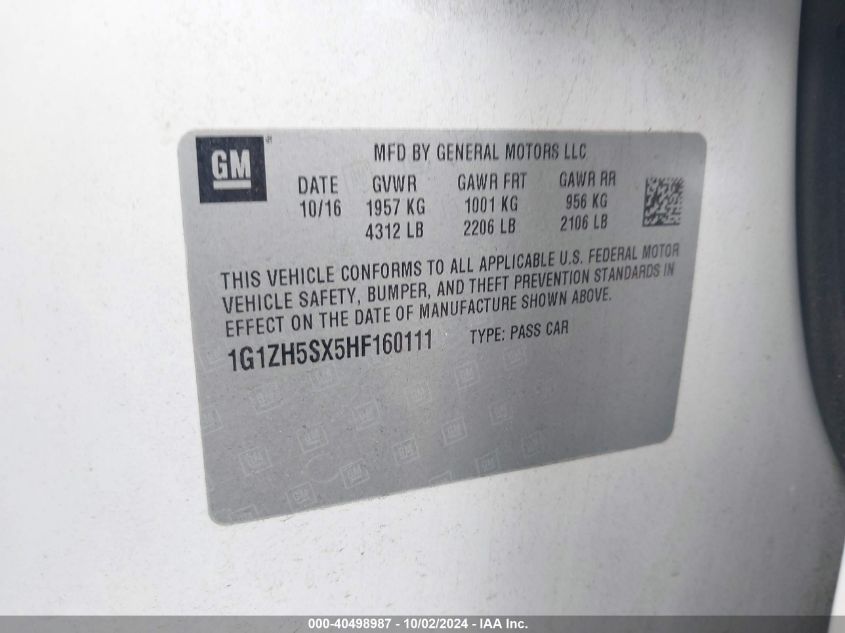 GM
MFD BY GENERAL MOTORS LLC
DATE GVWR GAWR FRT GAWR RR
10/16 1957 KG 1001 KG 956 KG
4312 LB 2206 LB 2106 LB
THIS VEHICLE CONFORMS TO ALL APPLICABLE U.S. FEDERAL MOTOR
VEHICLE SAFETY, BUMPER, AND THEFT PREVENTION STANDARDS IN
EFFECT ON THE DATE OF MANUFACTURE SHOWN ABOVE.
1G1ZH5SX5HF160111 TYPE: PASS CAR
000-40498987 - 10/02/2024 - IAA Inc.